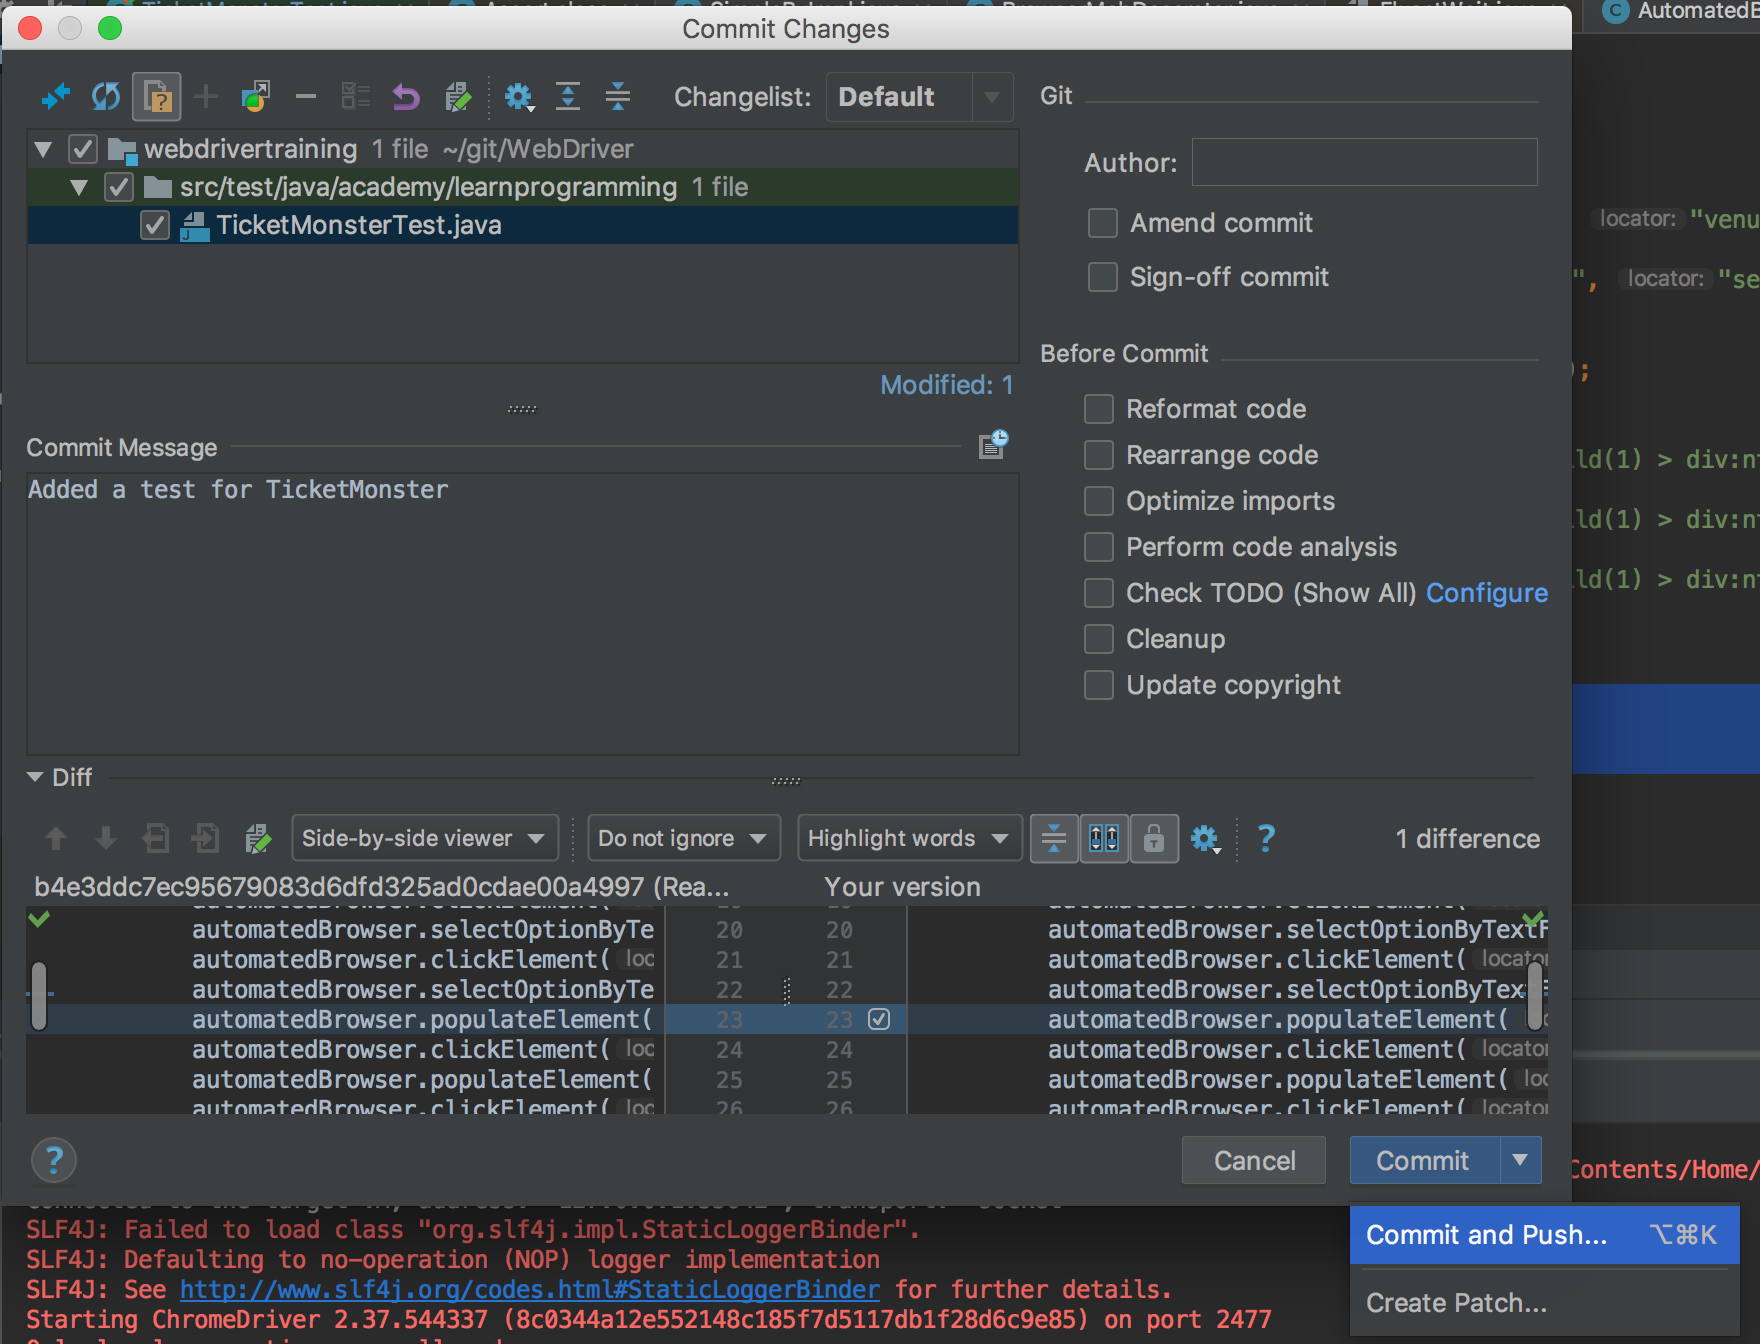 AutomatedB
Commit Changes
Changelist: Default
Git
webdrivertraining 1 file ~/git/WebDriver
src/test/java/academy/learnprogramming 1 file
TicketMonsterTest.java
Author:
Amend commit
Sign-off commit
locator: "venu
", locator: "se
Before Commit
);
Modified: 1
Reformat code
Commit Message
Rearrange code
ld(1) > div:n
Added a test for TicketMonster
Optimize imports
ld(1) > div:n
Perform code analysis
ld(1) > div:n
Check TODO (Show All) Configure
Cleanup
Update copyright
Diff
Side-by-side viewer Do not ignore Highlight words ? 1 difference
b4e3ddc7ec95679083d6dfd325ad0cdae00a4997 (Rea... Your version
automatedBrowser.clickElement( automatedBrowser.clickElement(
automatedBrowser.selectOptionByTe 20 20 automatedBrowser.selectOptionByTextF
automatedBrowser.clickElement( loc 21 21 automatedBrowser.clickElement( locator
automatedBrowser.selectOptionByTe 22 22 automatedBrowser.selectOptionByTextF
automatedBrowser.populateElement( 23 23 automatedBrowser.populateElement( loc
automatedBrowser.clickElement( loc 24 24 automatedBrowser.clickElement( locator
automatedBrowser.populateElement( 25 25 automatedBrowser.populateElement( loc
automatedBrowser.clickElement( loc 26 26 automatedBrowser.clickElement( locator
? Cancel Commit
Contents/Home/
SLF4J: Failed to load class "org.slf4j.impl.StaticLoggerBinder".
Commit and Push... ⌥⌘K
SLF4J: Defaulting to no-operation (NOP) logger implementation
SLF4J: See http://www.slf4j.org/codes.html#StaticLoggerBinder for further details.
Create Patch...
Starting ChromeDriver 2.37.544337 (8c0344a12e552148c185f7d5117db1f28d6c9e85) on port 2477